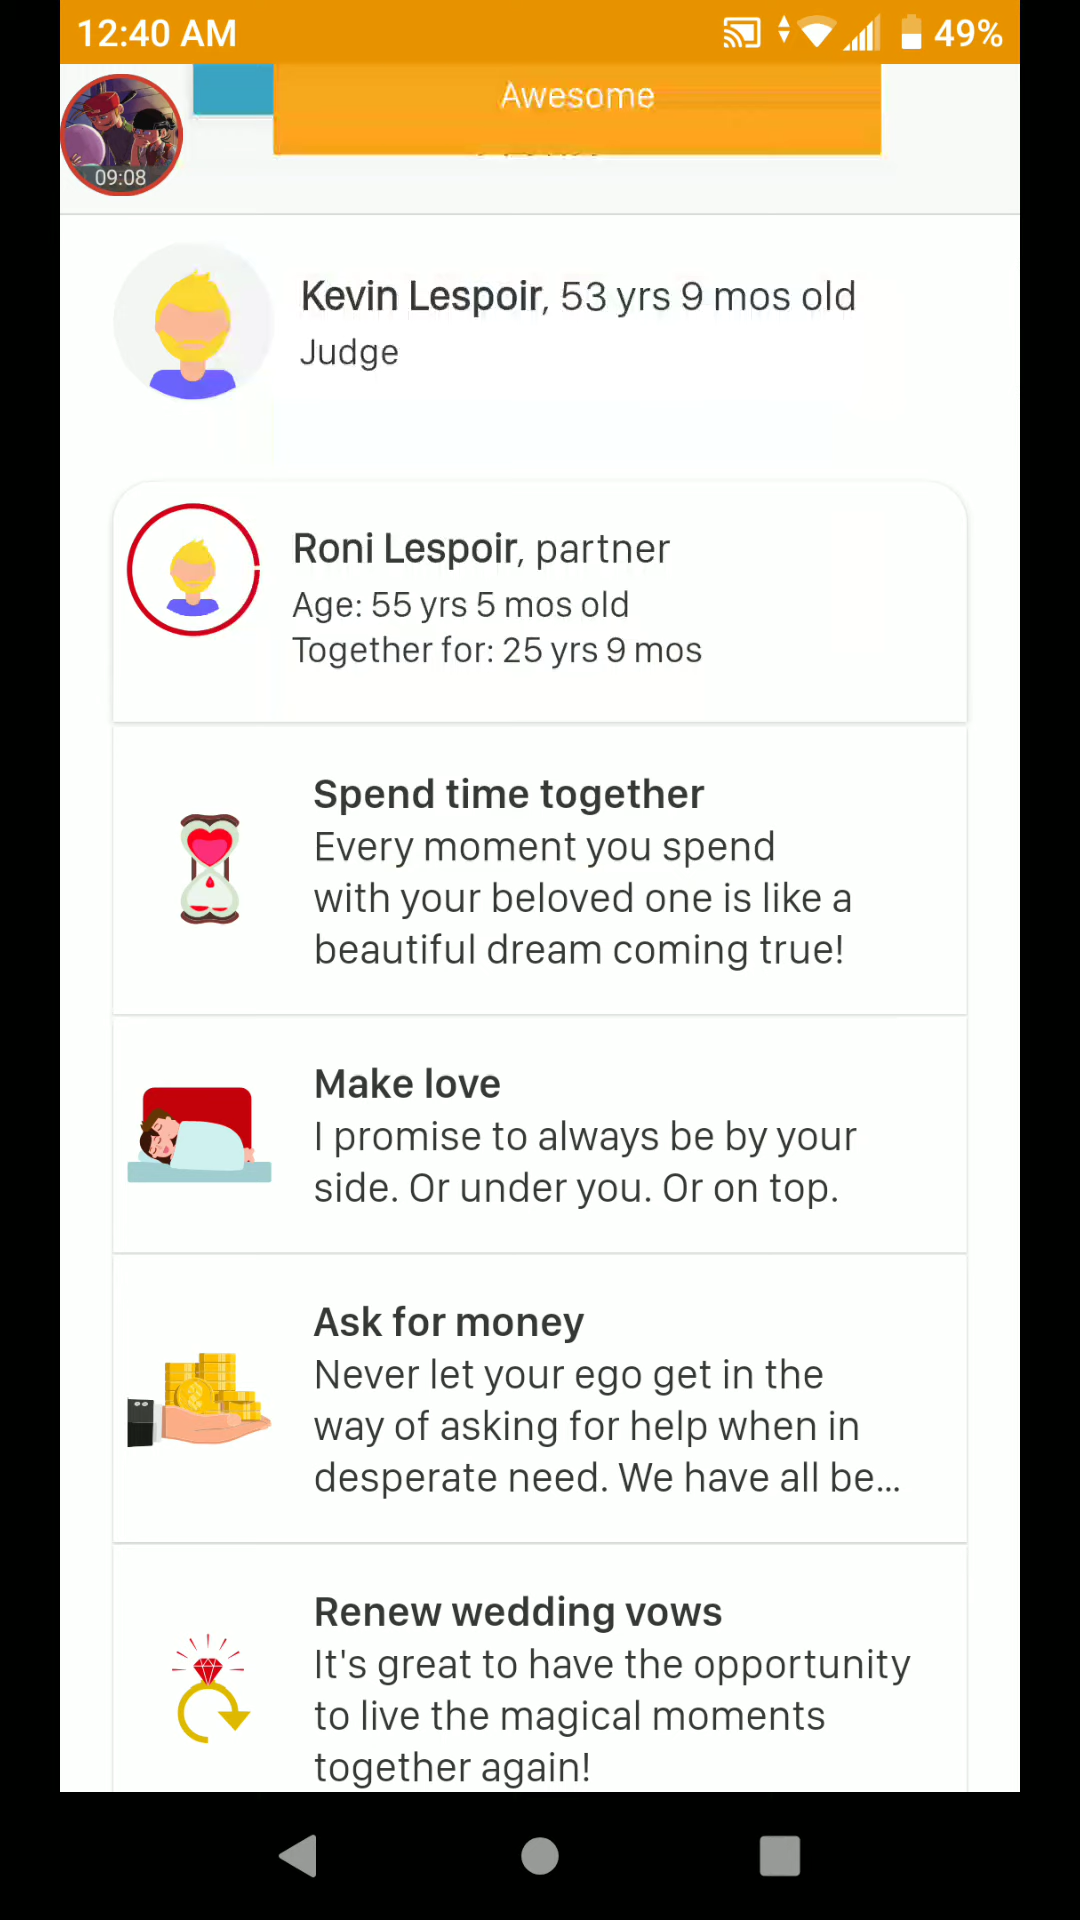 12:40 AM
49%
Awesome
09:08
Kevin Lespoir, 53 yrs 9 mos old
Judge
Roni Lespoir, partner
Age: 55 yrs 5 mos old
Together for: 25 yrs 9 mos
Spend time together
Every moment you spend
with your beloved one is like a
beautiful dream coming true!
Make love
I promise to always be by your
side. Or under you. Or on top.
Ask for money
Never let your ego get in the
way of asking for help when in
desperate need. We have all be...
Renew wedding vows
It's great to have the opportunity
to live the magical moments
together again!